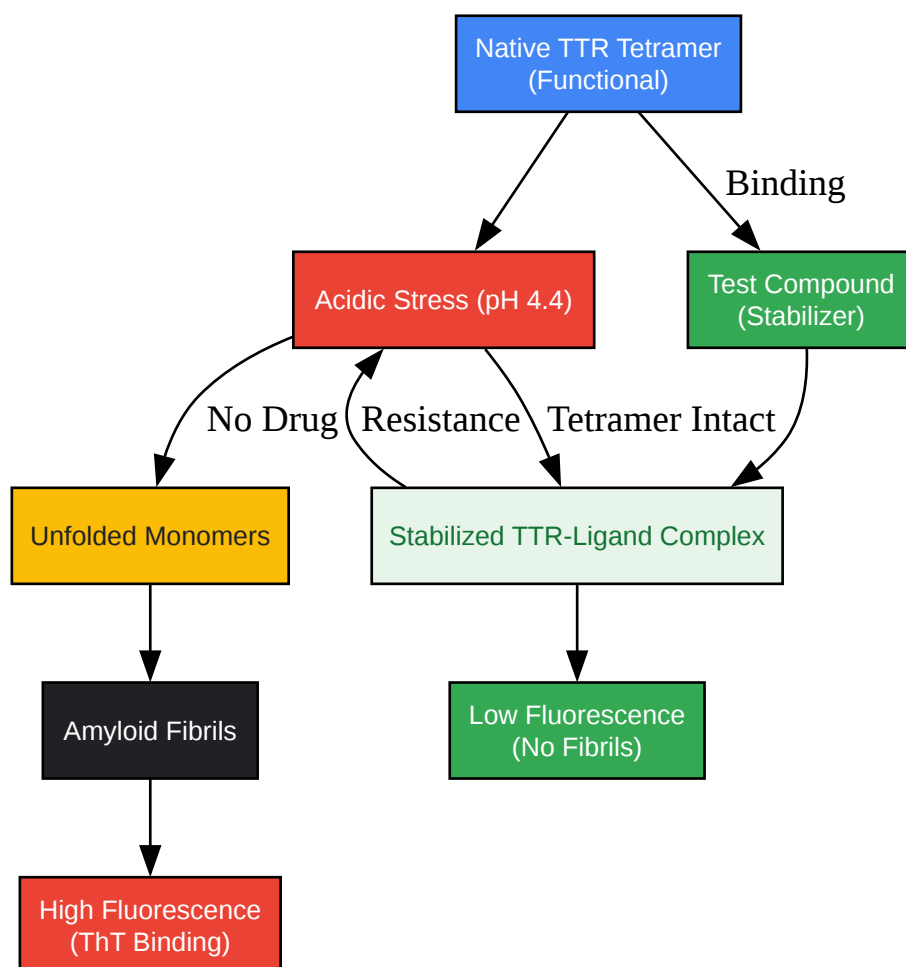 Native TTR Tetramer
(Functional)
Binding
Acidic Stress (pH 4.4)
Test Compound
(Stabilizer)
No Drug
Resistance
Tetramer Intact
Unfolded Monomers
Stabilized TTR-Ligand Complex
Amyloid Fibrils
Low Fluorescence
(No Fibrils)
High Fluorescence
(ThT Binding)